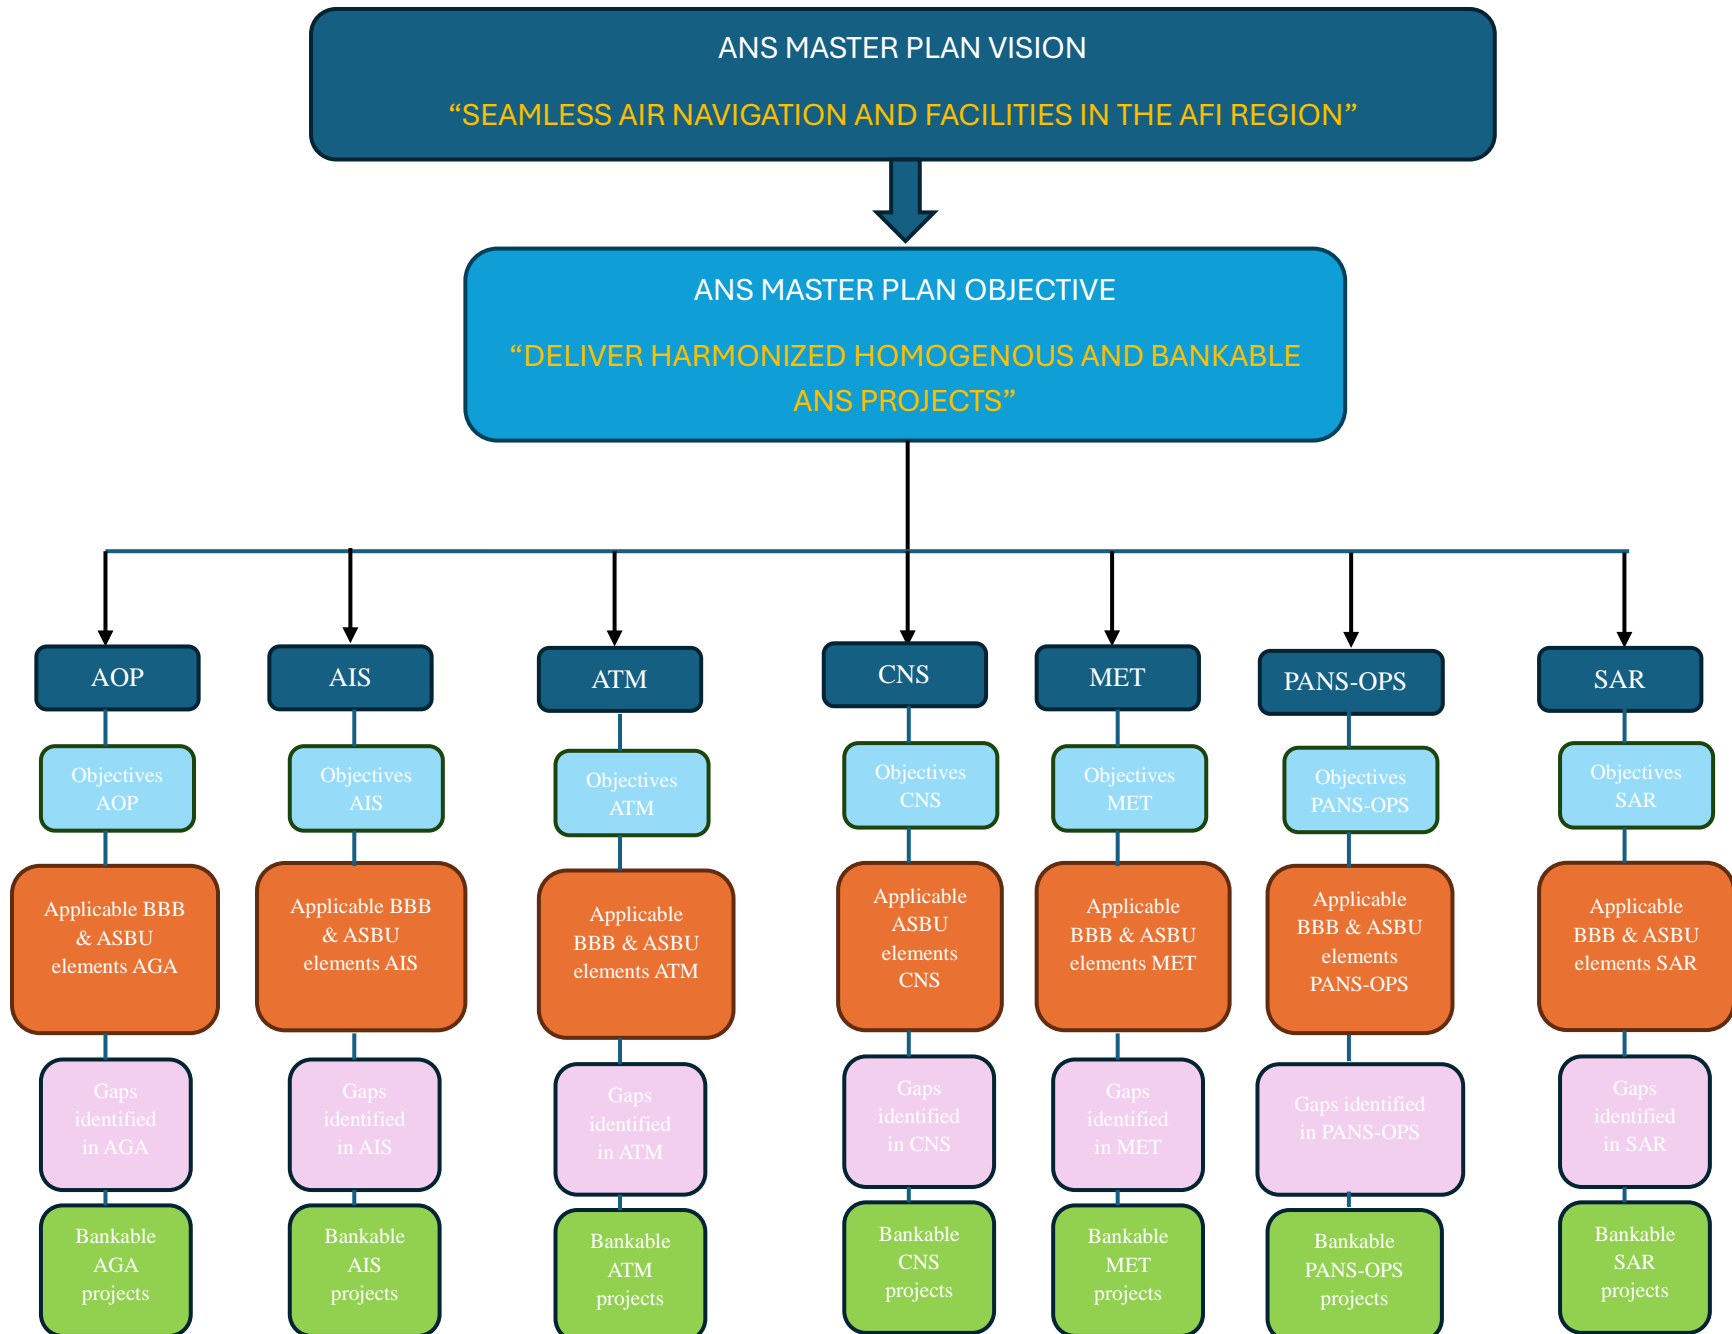 ANS MASTER PLAN VISION
“SEAMLESS AIR NAVIGATION AND FACILITIES IN THE AFI REGION”
ANS MASTER PLAN OBJECTIVE
“DELIVER HARMONIZED HOMOGENOUS AND BANKABLE
ANS PROJECTS”
AOP
AIS
ATM
CNS
MET
PANS-OPS
SAR
Objectives
AOP
Objectives
AIS
Objectives
ATM
Objectives
CNS
Objectives
MET
Objectives
PANS-OPS
Objectives
SAR
Applicable BBB
& ASBU
elements AGA
Applicable BBB
& ASBU
elements AIS
Applicable
BBB & ASBU
elements ATM
Applicable
ASBU
elements
CNS
Applicable
BBB & ASBU
elements MET
Applicable
BBB & ASBU
elements
PANS-OPS
Applicable
BBB & ASBU
elements SAR
Gaps
identified
in AGA
Gaps
identified
in AIS
Gaps
identified
in ATM
Gaps
identified
in CNS
Gaps
identified
in MET
Gaps identified
in PANS-OPS
Gaps
identified
in SAR
Bankable
AGA
projects
Bankable
AIS
projects
Bankable
ATM
projects
Bankable
CNS
projects
Bankable
MET
projects
Bankable
PANS-OPS
projects
Bankable
SAR
projects